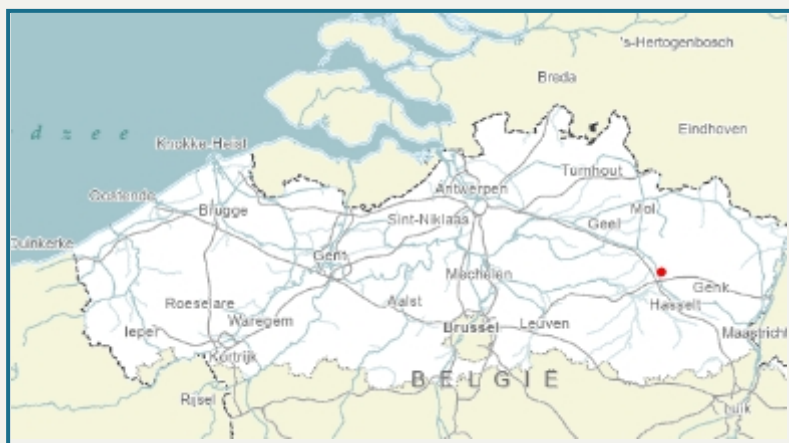 's-Hertogenbosch
Breda
d z e e
Eindhoven
Knokke-Heist
Turnhout
Antwerpen
Oostende
Mol
Brugge
Sint-Niklaas
Geel
Duinkerke
Gent
Mechelen
Genk
Roeselare
Aalst
Hasselt
Waregem
Ieper
Brussel
Leuven
Maastricht
Kortrijk
BELGIË
Rijsel
Luik